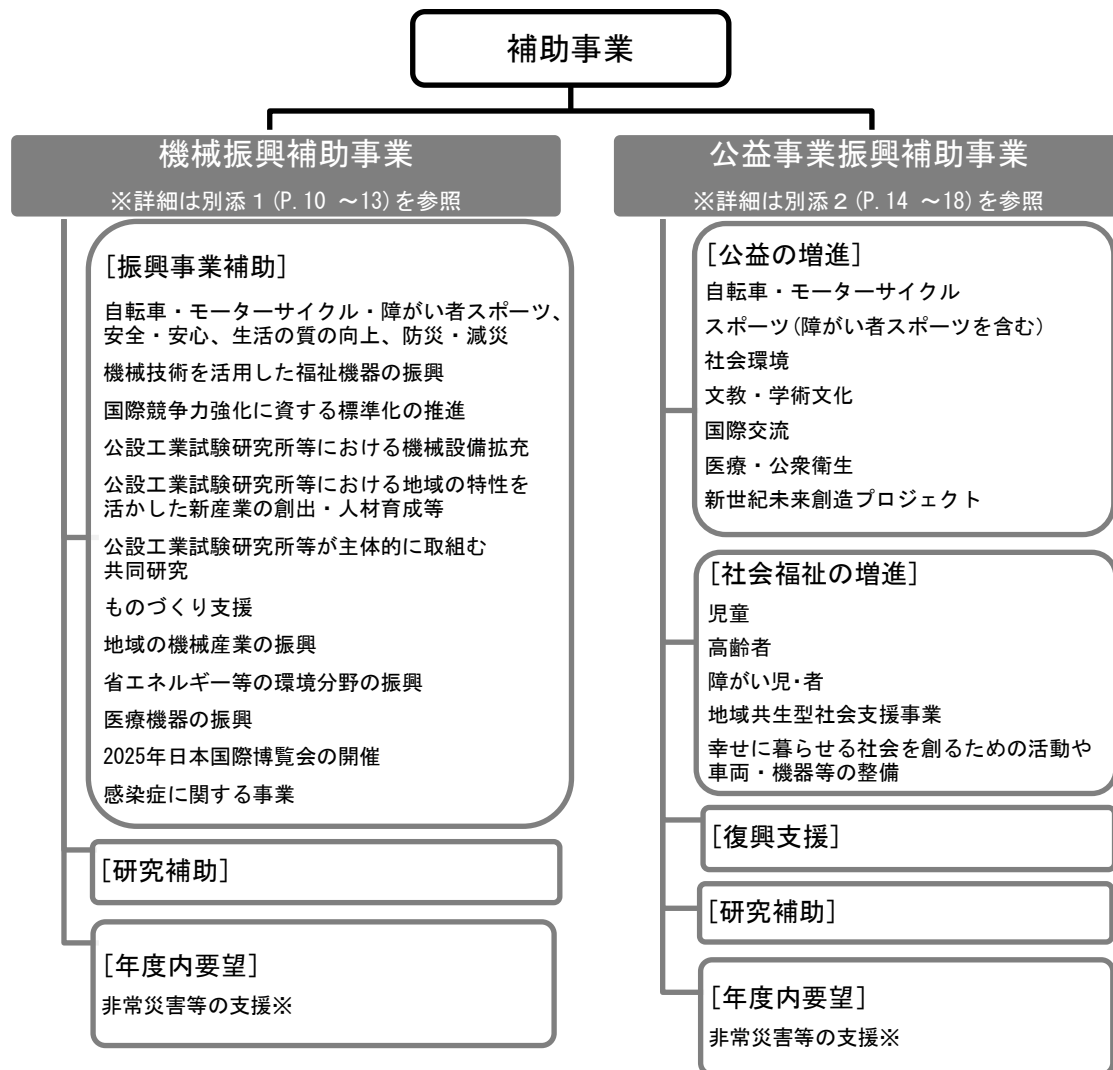 補助事業
機械振興補助事業
※詳細は別添１(P.10 ～13)を参照
[振興事業補助]
自転車・モーターサイクル・障がい者スポーツ、
安全・安心、生活の質の向上、防災・減災
機械技術を活用した福祉機器の振興
国際競争力強化に資する標準化の推進
公設工業試験研究所等における機械設備拡充
公設工業試験研究所等における地域の特性を
活かした新産業の創出・人材育成等
公設工業試験研究所等が主体的に取組む
共同研究
ものづくり支援
地域の機械産業の振興
省エネルギー等の環境分野の振興
医療機器の振興
2025年日本国際博覧会の開催
感染症に関する事業
[研究補助]
[年度内要望]
非常災害等の支援※
公益事業振興補助事業
※詳細は別添２(P.14 ～18)を参照
[公益の増進]
自転車・モーターサイクル
スポーツ(障がい者スポーツを含む)
社会環境
文教・学術文化
国際交流
医療・公衆衛生
新世紀未来創造プロジェクト
[社会福祉の増進]
児童
高齢者
障がい児･者
地域共生型社会支援事業
幸せに暮らせる社会を創るための活動や
車両・機器等の整備
[復興支援]
[研究補助]
[年度内要望]
非常災害等の支援※